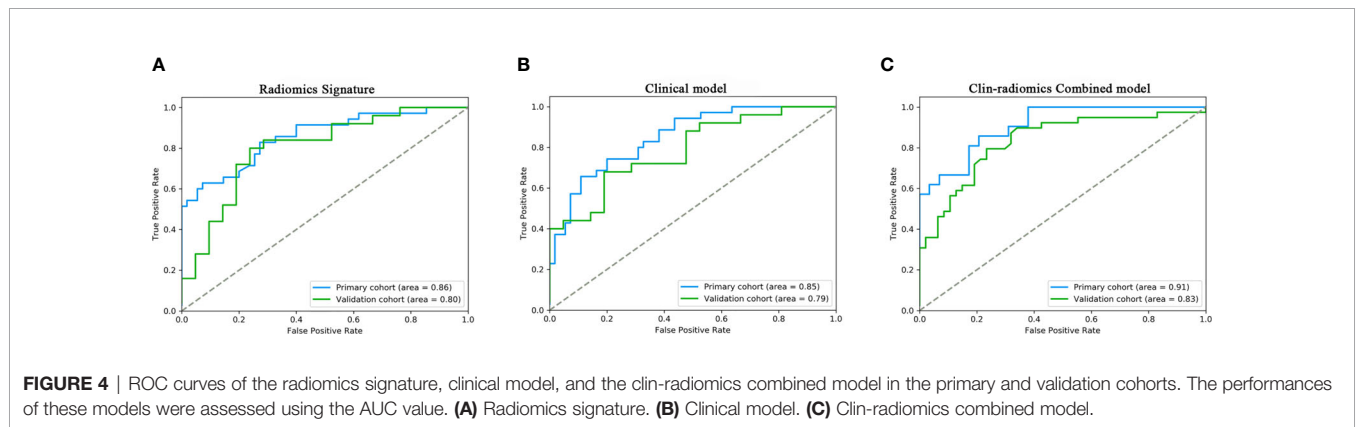 A
Radiomics Signature
True Positive Rate
1.0
0.8
0.6
0.4
0.2
0.0
0.0 0.2 0.4 0.6 0.8 1.0
False Positive Rate
Primary cohort (area = 0.86)
Validation cohort (area = 0.80)
B
Clinical model
True Positive Rate
1.0
0.8
0.6
0.4
0.2
0.0
0.0 0.2 0.4 0.6 0.8 1.0
False Positive Rate
Primary cohort (area = 0.85)
Validation cohort (area = 0.79)
C
Clin-radiomics Combined model
True Positive Rate
1.0
0.8
0.6
0.4
0.2
0.0
0.0 0.2 0.4 0.6 0.8 1.0
False Positive Rate
Primary cohort (area = 0.91)
Validation cohort (area = 0.83)
FIGURE 4 | ROC curves of the radiomics signature, clinical model, and the clin-radiomics combined model in the primary and validation cohorts. The performances
of these models were assessed using the AUC value. (A) Radiomics signature. (B) Clinical model. (C) Clin-radiomics combined model.